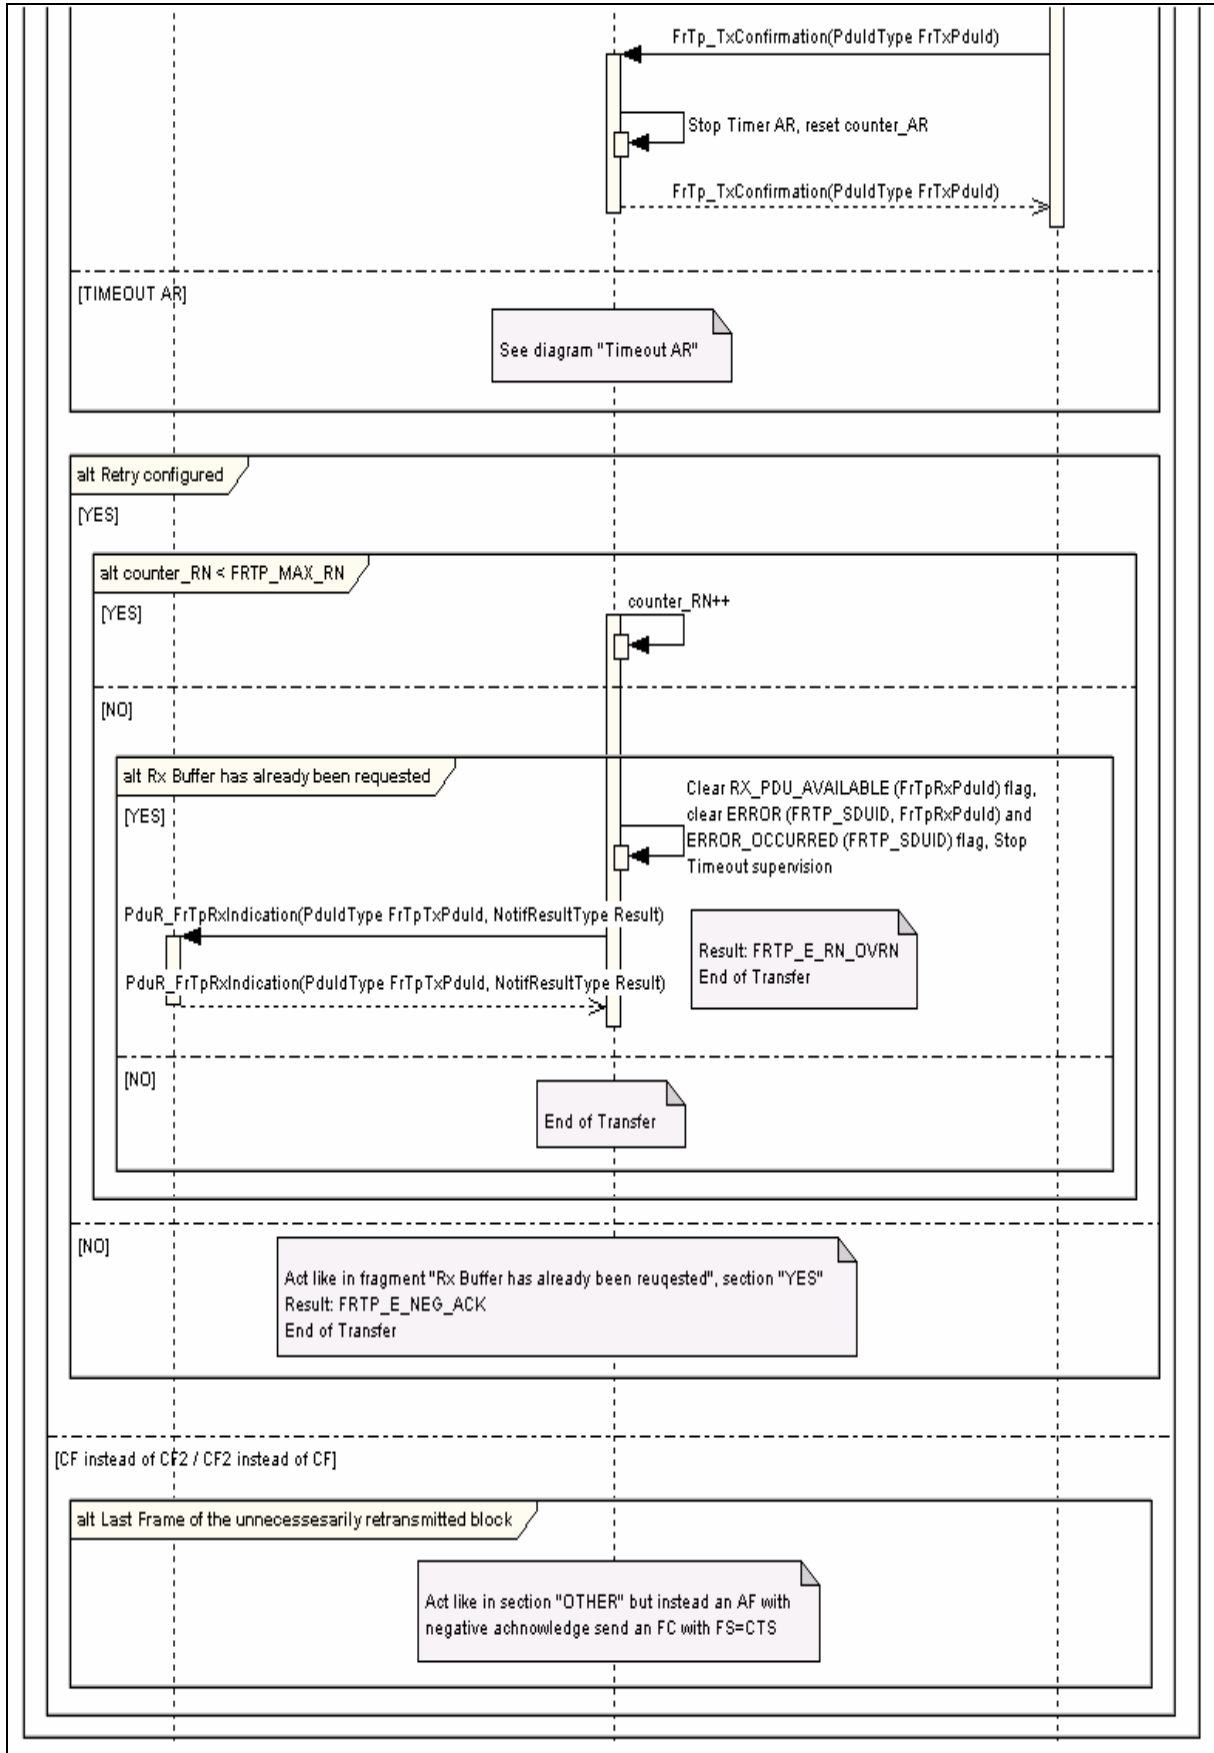 FrTp_TxConfirmation(PduIdType FrTxPduId)
Stop Timer AR, reset counter_AR
FrTp_TxConfirmation(PduIdType FrTxPduId)
[TIMEOUT AR]
See diagram "Timeout AR"
alt Retry configured
[YES]
alt counter_RN < FRTP_MAX_RN
[YES]
counter_RN++
[NO]
alt Rx Buffer has already been requested
[YES]
Clear RX_PDU_AVAILABLE (FrTpRxPduId) flag,
clear ERROR (FRTP_SDUID, FrTpRxPduId) and
ERROR_OCCURRED (FRTP_SDUID) flag, Stop
Timeout supervision
PduR_FrTpRxIndication(PduIdType FrTpTxPduId, NotifResultType Result)
Result: FRTP_E_RN_OVRN
End of Transfer
PduR_FrTpRxIndication(PduIdType FrTpTxPduId, NotifResultType Result)
[NO]
End of Transfer
[NO]
Act like in fragment "Rx Buffer has already been reuqested", section "YES"
Result: FRTP_E_NEG_ACK
End of Transfer
[CF instead of CF2 / CF2 instead of CF]
alt Last Frame of the unnecessesarily retransmitted block
Act like in section "OTHER" but instead an AF with
negative achnowledge send an FC with FS=CTS